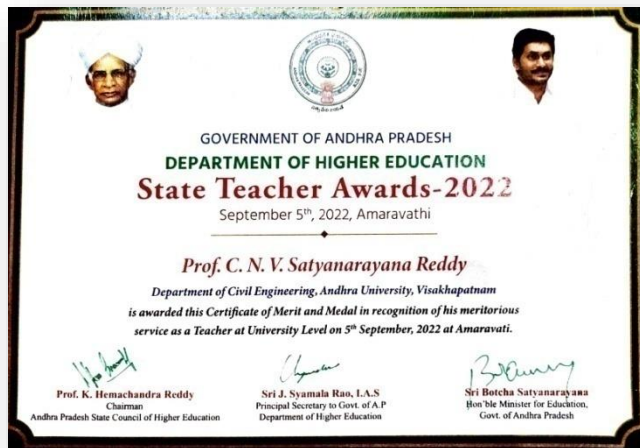 GOVERNMENT OF ANDHRA PRADESH
DEPARTMENT OF HIGHER EDUCATION
State Teacher Awards-2022
September 5th, 2022, Amaravathi
Prof. C. N. V. Satyanarayana Reddy
Department of Civil Engineering, Andhra University, Visakhapatnam
is awarded this Certificate of Merit and Medal in recognition of his meritorious
service as a Teacher at University Level on 5th September, 2022 at Amaravati.
Prof. K. Hemachandra Reddy
Chairman
Andhra Pradesh State Council of Higher Education
Sri J. Syamala Rao, I.A.S
Principal Secretary to Govt. of A.P
Department of Higher Education
Sri Botcha Satyanarayana
Hon'ble Minister for Education,
Govt. of Andhra Pradesh